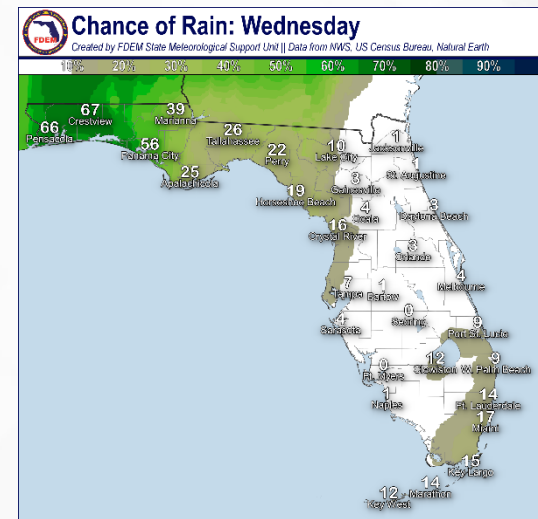 Chance of Rain: Wednesday
FDEM
Created by FDEM State Meteorological Support Unit || Data from NWS, US Census Bureau, Natural Earth
10% 20% 30% 40% 50% 60% 70% 80% 90%
67
Crestview
39
Marianna
66
Pensacola
56
Panama City
26
Tallahassee
22
Perry
10
Lake City
1
Jacksonville
25
Apalachicola
19
Horseshoe Beach
3
Gainesville
St. Augustine
4
Ocala
3
Daytona Beach
16
Crystal River
3
Orlando
7
Tampa
1
Bartow
4
Melbourne
4
Sarasota
0
Sebring
9
Port St. Lucie
0
Ft. Myers
12
Clewiston
9
W. Palm Beach
1
Naples
14
Ft. Lauderdale
17
Miami
15
Key Largo
14
Marathon
12
Key West